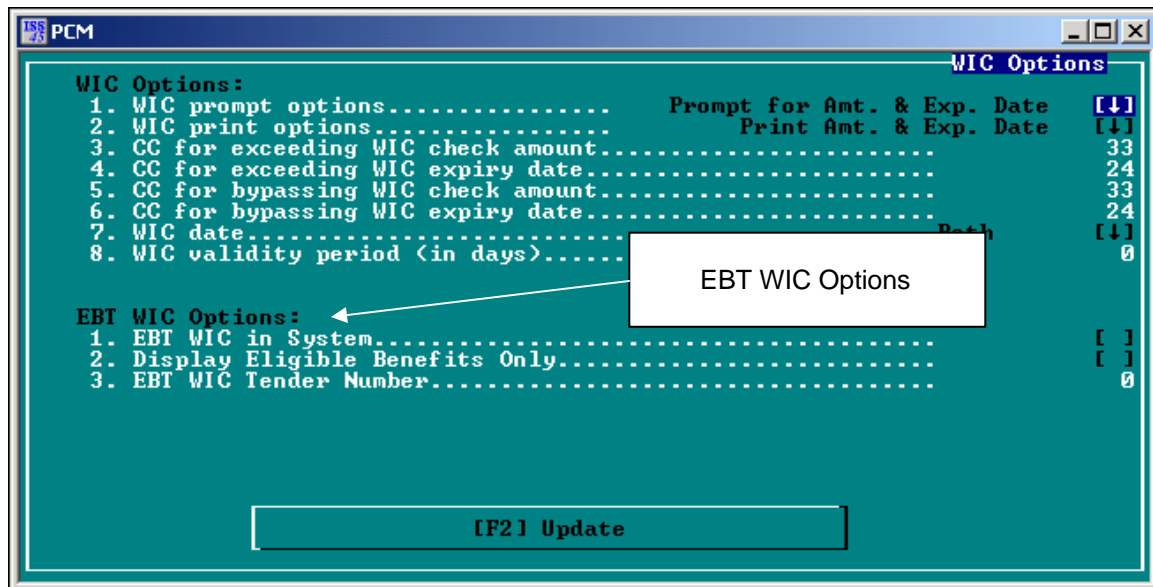 ISS 45 PCM
WIC Options
WIC Options:
1. WIC prompt options................. Prompt for Amt. & Exp. Date [↓]
2. WIC print options.................. Print Amt. & Exp. Date [↓]
3. CC for exceeding WIC check amount.......................... 33
4. CC for exceeding WIC expiry date........................... 24
5. CC for bypassing WIC check amount.......................... 33
6. CC for bypassing WIC expiry date........................... 24
7. WIC date................................. [↓]
8. WIC validity period (in days)...... 0
EBT WIC Options
EBT WIC Options:
1. EBT WIC in System.......................................... [ ]
2. Display Eligible Benefits Only............................. [ ]
3. EBT WIC Tender Number...................................... 0
[F2] Update